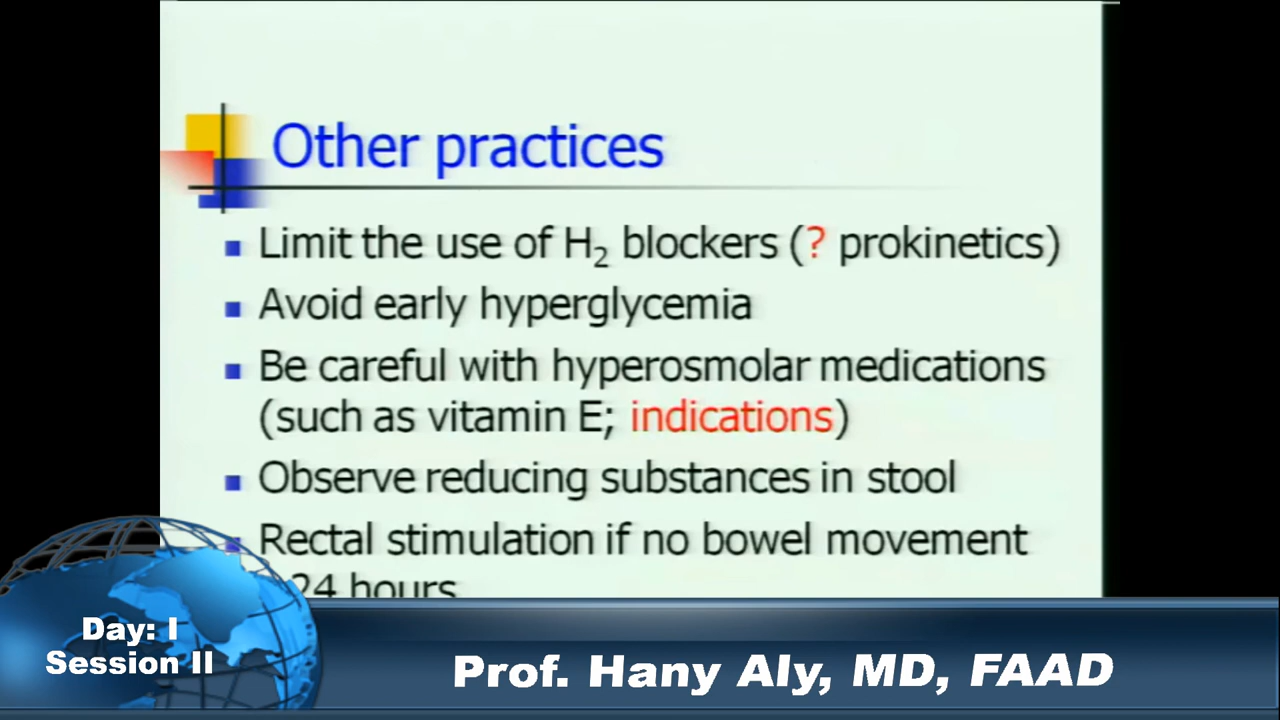 Other practices
Limit the use of H₂ blockers (? prokinetics)
Avoid early hyperglycemia
Be careful with hyperosmolar medications
(such as vitamin E; indications)
Observe reducing substances in stool
Rectal stimulation if no bowel movement
24 hours
Day: I
Session II
Prof. Hany Aly, MD, FAAD